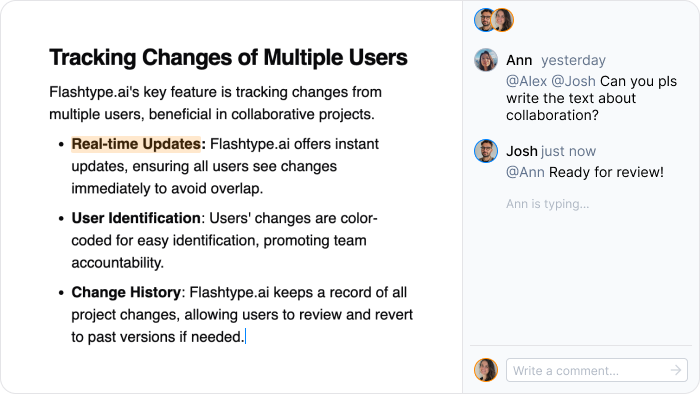 Tracking Changes of Multiple Users
Flashtype.ai's key feature is tracking changes from
multiple users, beneficial in collaborative projects.
• Real-time Updates: Flashtype.ai offers instant
updates, ensuring all users see changes
immediately to avoid overlap.
• User Identification: Users' changes are color-
coded for easy identification, promoting team
accountability.
• Change History: Flashtype.ai keeps a record of all
project changes, allowing users to review and revert
to past versions if needed.
Ann yesterday
@Alex @Josh Can you pls
write the text about
collaboration?
Josh just now
@Ann Ready for review!
Ann is typing...
Write a comment...